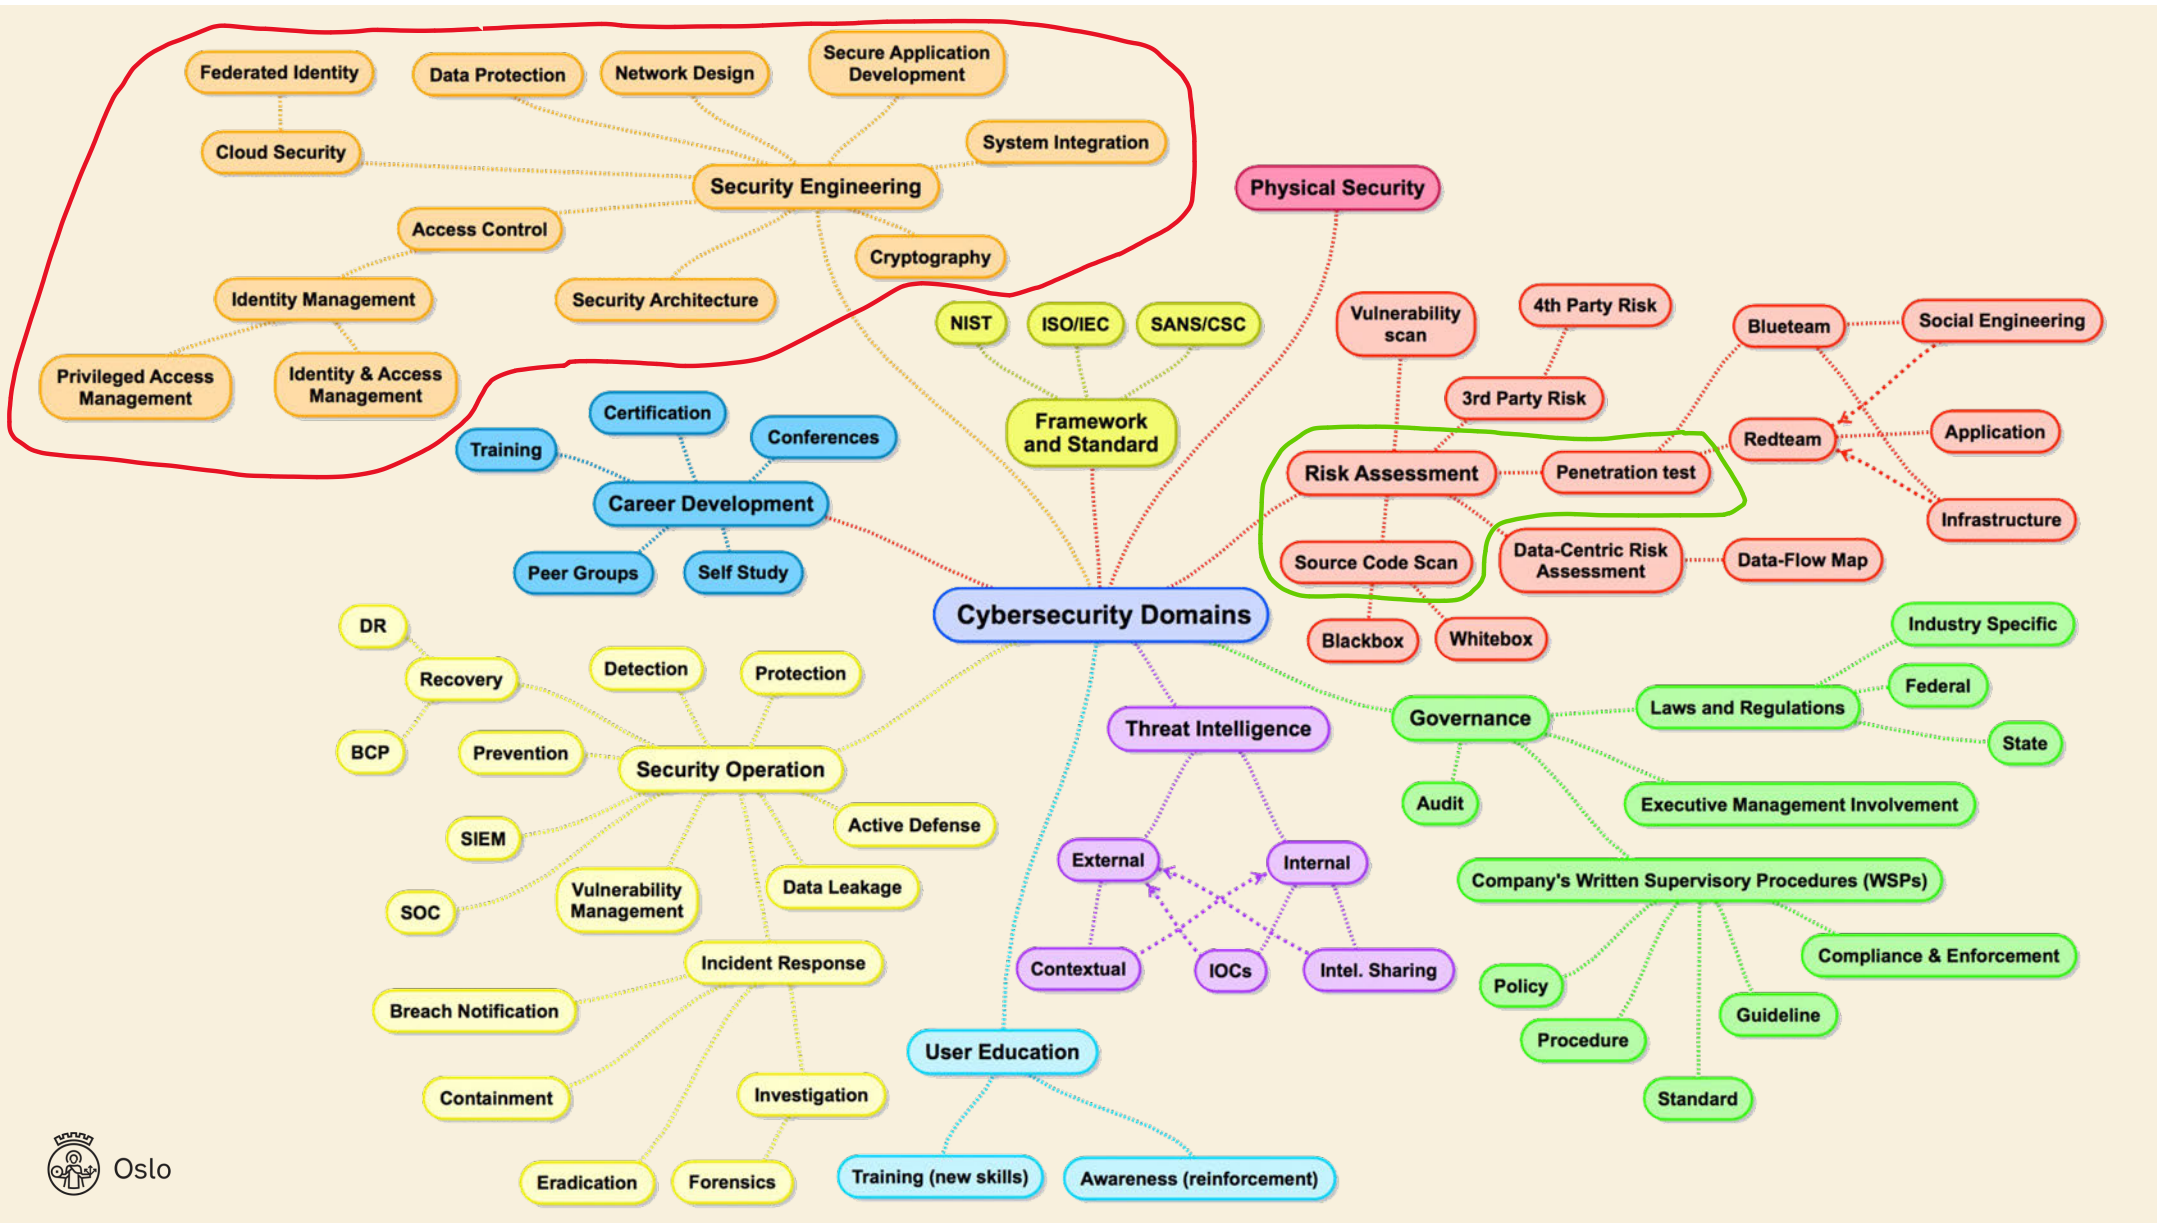 Federated Identity
Data Protection
Network Design
Secure Application
Development
Cloud Security
System Integration
Security Engineering
Access Control
Cryptography
Identity Management
Security Architecture
Privileged Access
Management
Identity & Access
Management
Physical Security
NIST
ISO/IEC
SANS/CSC
Framework
and Standard
Certification
Training
Conferences
Career Development
Peer Groups
Self Study
Vulnerability
scan
4th Party Risk
3rd Party Risk
Blueteam
Social Engineering
Redteam
Application
Infrastructure
Risk Assessment
Penetration test
Source Code Scan
Data-Centric Risk
Assessment
Data-Flow Map
Blackbox
Whitebox
Cybersecurity Domains
DR
Recovery
BCP
Detection
Protection
Prevention
Security Operation
SIEM
Active Defense
SOC
Vulnerability
Management
Data Leakage
Incident Response
Breach Notification
Containment
Investigation
Eradication
Forensics
Threat Intelligence
External
Internal
Contextual
IOCs
Intel. Sharing
User Education
Training (new skills)
Awareness (reinforcement)
Governance
Laws and Regulations
Industry Specific
Federal
State
Audit
Executive Management Involvement
Company's Written Supervisory Procedures (WSPs)
Compliance & Enforcement
Policy
Guideline
Procedure
Standard
Oslo